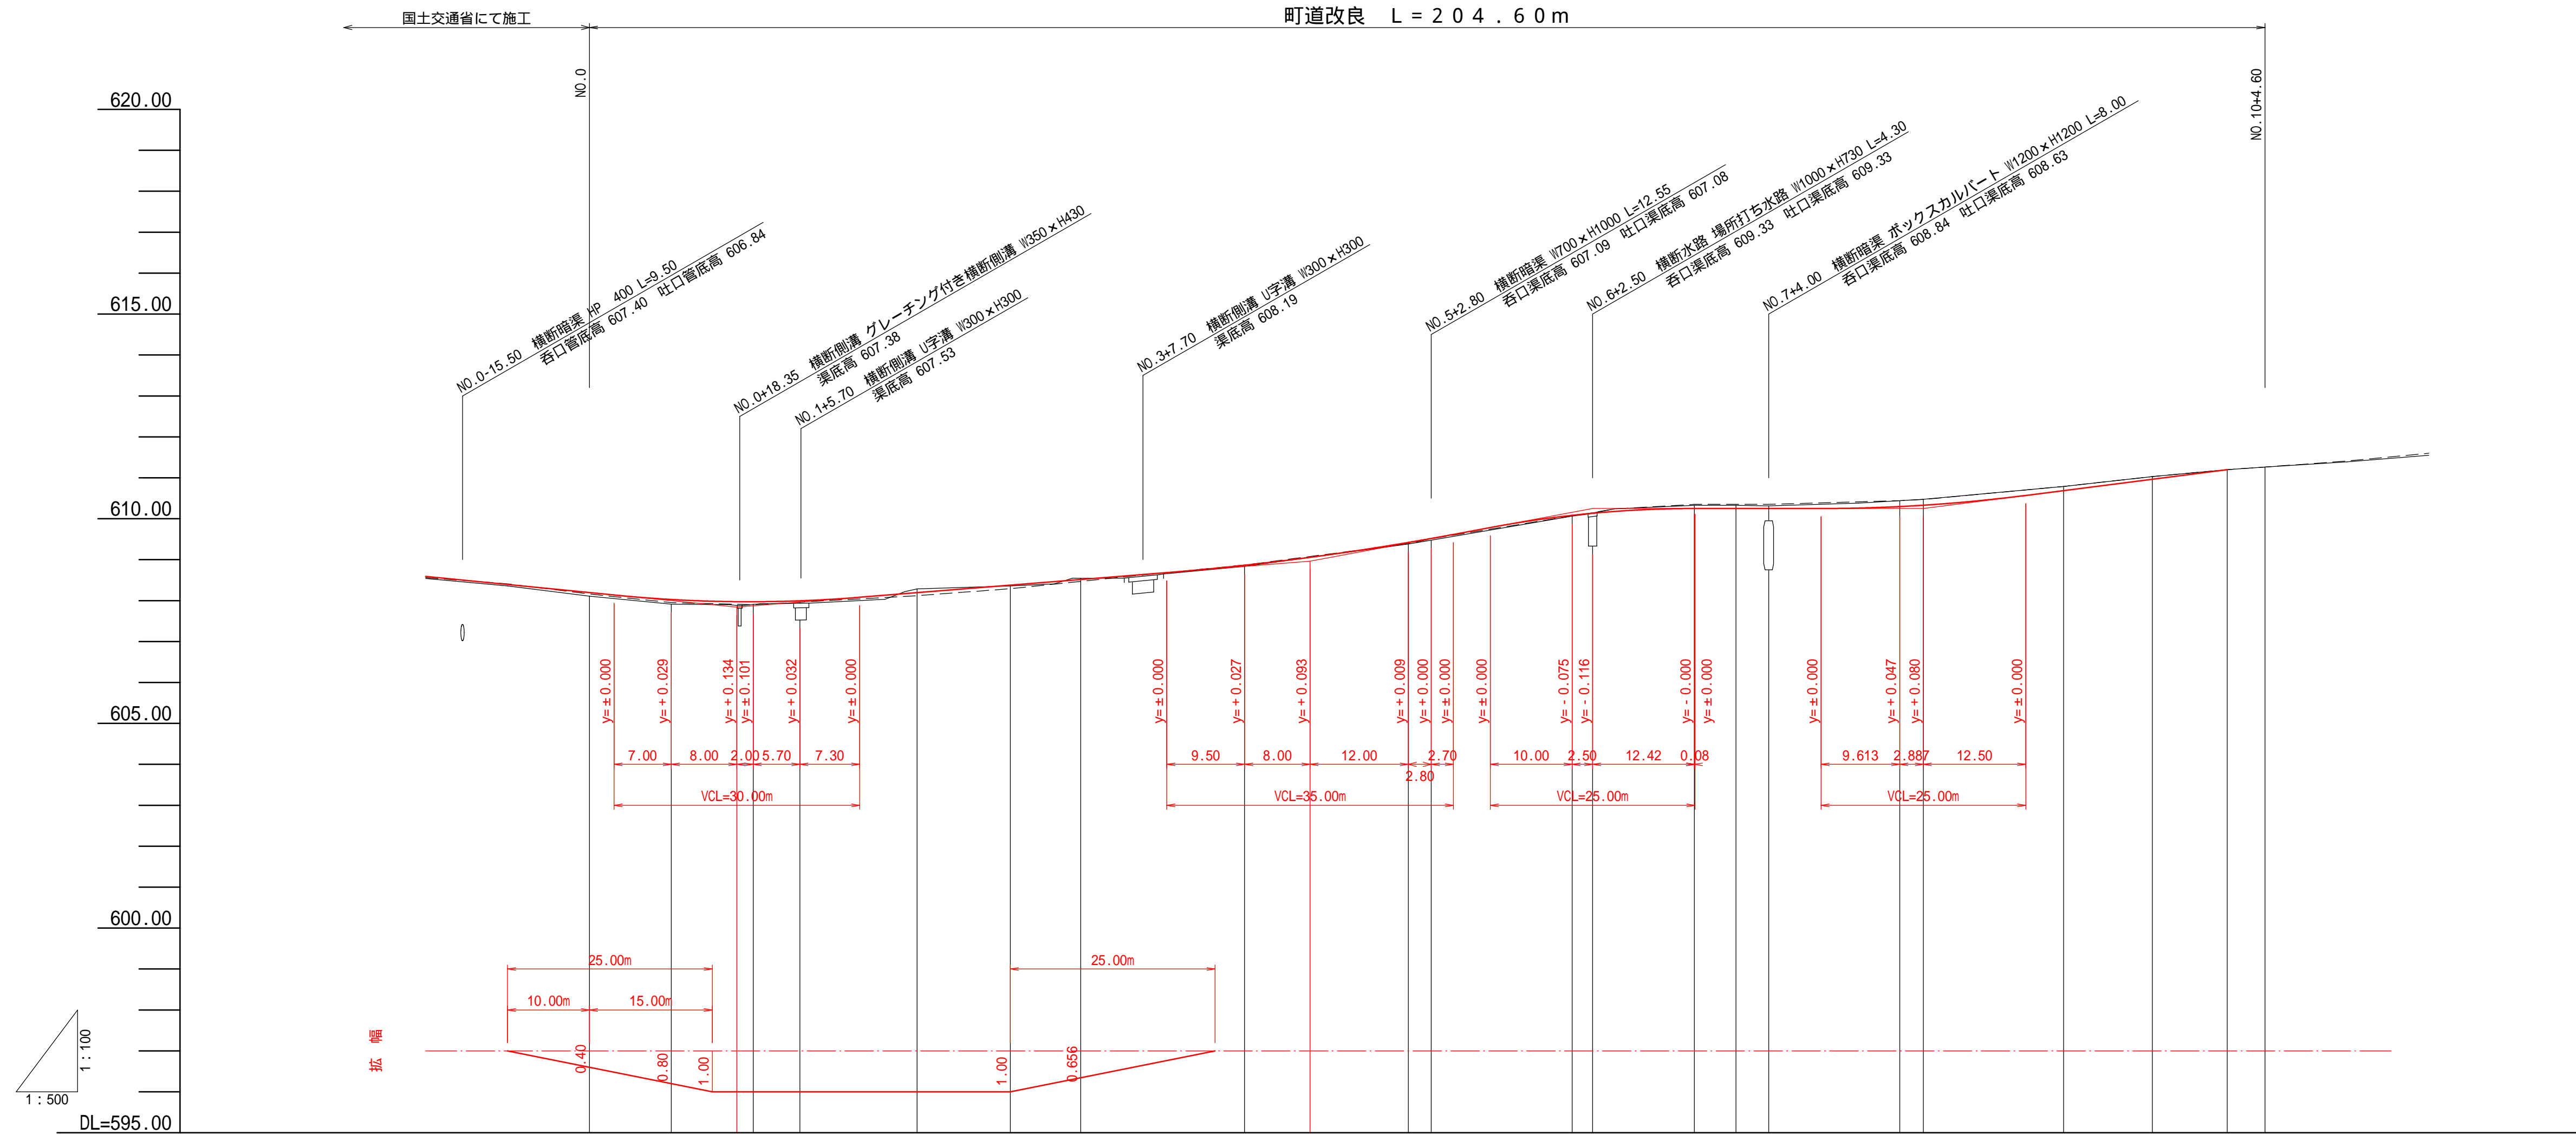 国土交通省にて施工
町道改良　L=204.60m
NO.0
NO.10+4.60
620.00
615.00
610.00
605.00
600.00
DL=595.00
NO.0-15.50　横断暗渠 HP　400 L=9.50
呑口管底高 607.40　吐口管底高 606.84
NO.0+18.35　横断側溝 グレーチング付き横断側溝 W350×H430
渠底高 607.38
NO.1+5.70　横断側溝 U字溝 W300×H300
渠底高 607.53
NO.3+7.70　横断側溝 U字溝 W300×H300
渠底高 608.19
NO.5+2.80　横断暗渠 W700×H1000 L=12.55
呑口渠底高 607.09　吐口渠底高 607.08
NO.6+2.50　横断水路 場所打ち水路 W1000×H730 L=4.30
呑口渠底高 609.33　吐口渠底高 609.33
NO.7+4.00　横断暗渠 ボックスカルバート W1200×H1200 L=8.00
呑口渠底高 608.84　吐口渠底高 608.63
y=±0.000
y=+0.029
y=+0.134
y=±0.101
y=+0.032
y=±0.000
y=±0.000
y=+0.027
y=+0.093
y=+0.009
y=+0.000
y=±0.000
y=±0.000
y=-0.075
y=-0.116
y=-0.000
y=±0.000
y=±0.000
y=+0.047
y=+0.080
y=±0.000
7.00
8.00
2.00
5.70
7.30
9.50
8.00
12.00
2.80
2.70
10.00
2.50
12.42
0.08
9.613
2.887
12.50
VCL=30.00m
VCL=35.00m
VCL=25.00m
VCL=25.00m
25.00m
25.00m
10.00m
15.00m
拡　幅
0.40
0.80
1.00
1.00
0.656
1:100
1:500